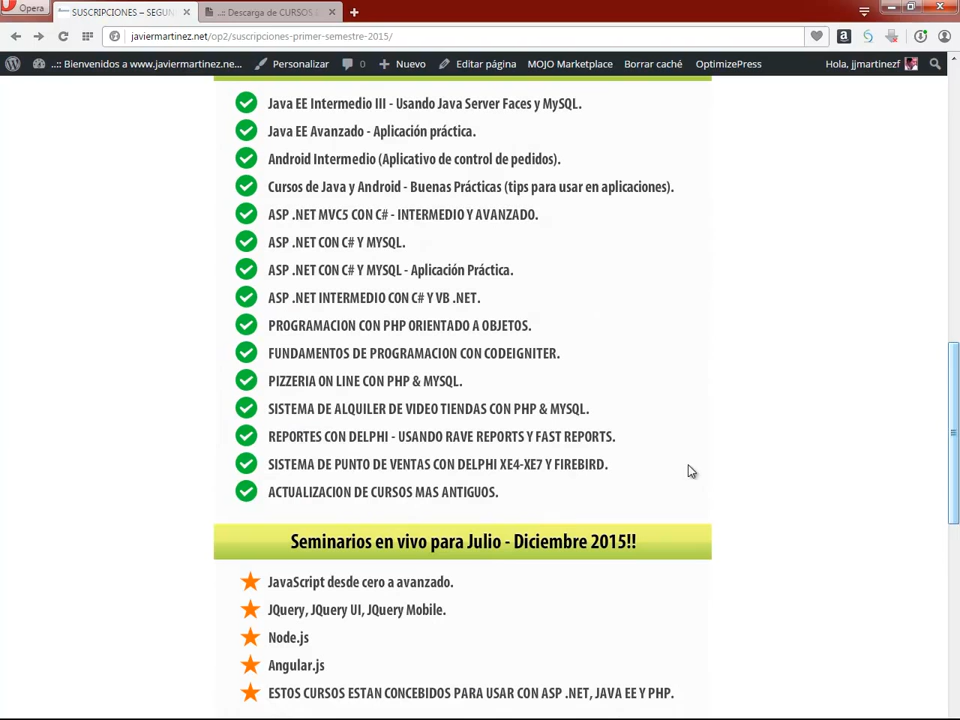 Opera
SUSCRIPCIONES – SEGUN
..:: Descarga de CURSOS
javiermartinez.net/op2/suscripciones-primer-semestre-2015/
..:: Bienvenidos a www.javiermartinez.ne...
Personalizar
0
Nuevo
Editar página
MOJO Marketplace
Borrar caché
OptimizePress
Hola, jjmartinezf
Java EE Intermedio III - Usando Java Server Faces y MySQL.
Java EE Avanzado - Aplicación práctica.
Android Intermedio (Aplicativo de control de pedidos).
Cursos de Java y Android - Buenas Prácticas (tips para usar en aplicaciones).
ASP .NET MVC5 CON C# - INTERMEDIO Y AVANZADO.
ASP .NET CON C# Y MYSQL.
ASP .NET CON C# Y MYSQL - Aplicación Práctica.
ASP .NET INTERMEDIO CON C# Y VB .NET.
PROGRAMACION CON PHP ORIENTADO A OBJETOS.
FUNDAMENTOS DE PROGRAMACION CON CODEIGNITER.
PIZZERIA ON LINE CON PHP & MYSQL.
SISTEMA DE ALQUILER DE VIDEO TIENDAS CON PHP & MYSQL.
REPORTES CON DELPHI - USANDO RAVE REPORTS Y FAST REPORTS.
SISTEMA DE PUNTO DE VENTAS CON DELPHI XE4-XE7 Y FIREBIRD.
ACTUALIZACION DE CURSOS MAS ANTIGUOS.
Seminarios en vivo para Julio - Diciembre 2015!!
JavaScript desde cero a avanzado.
JQuery, JQuery UI, JQuery Mobile.
Node.js
Angular.js
ESTOS CURSOS ESTAN CONCEBIDOS PARA USAR CON ASP .NET, JAVA EE Y PHP.